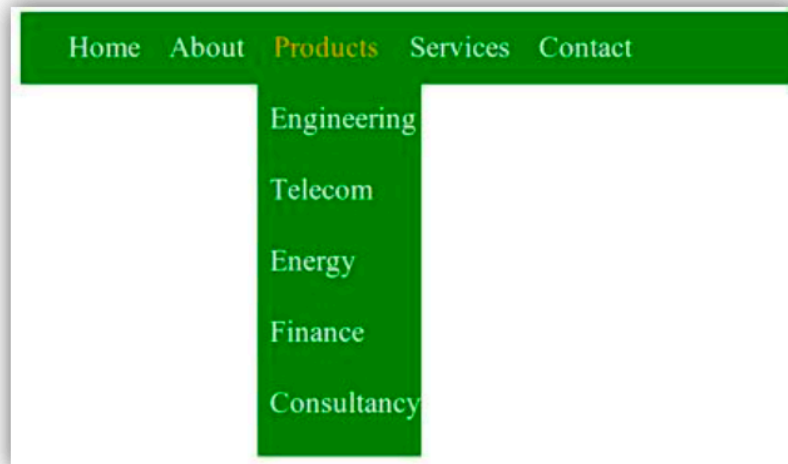 Home About Products Services Contact
Engineering
Telecom
Energy
Finance
Consultancy